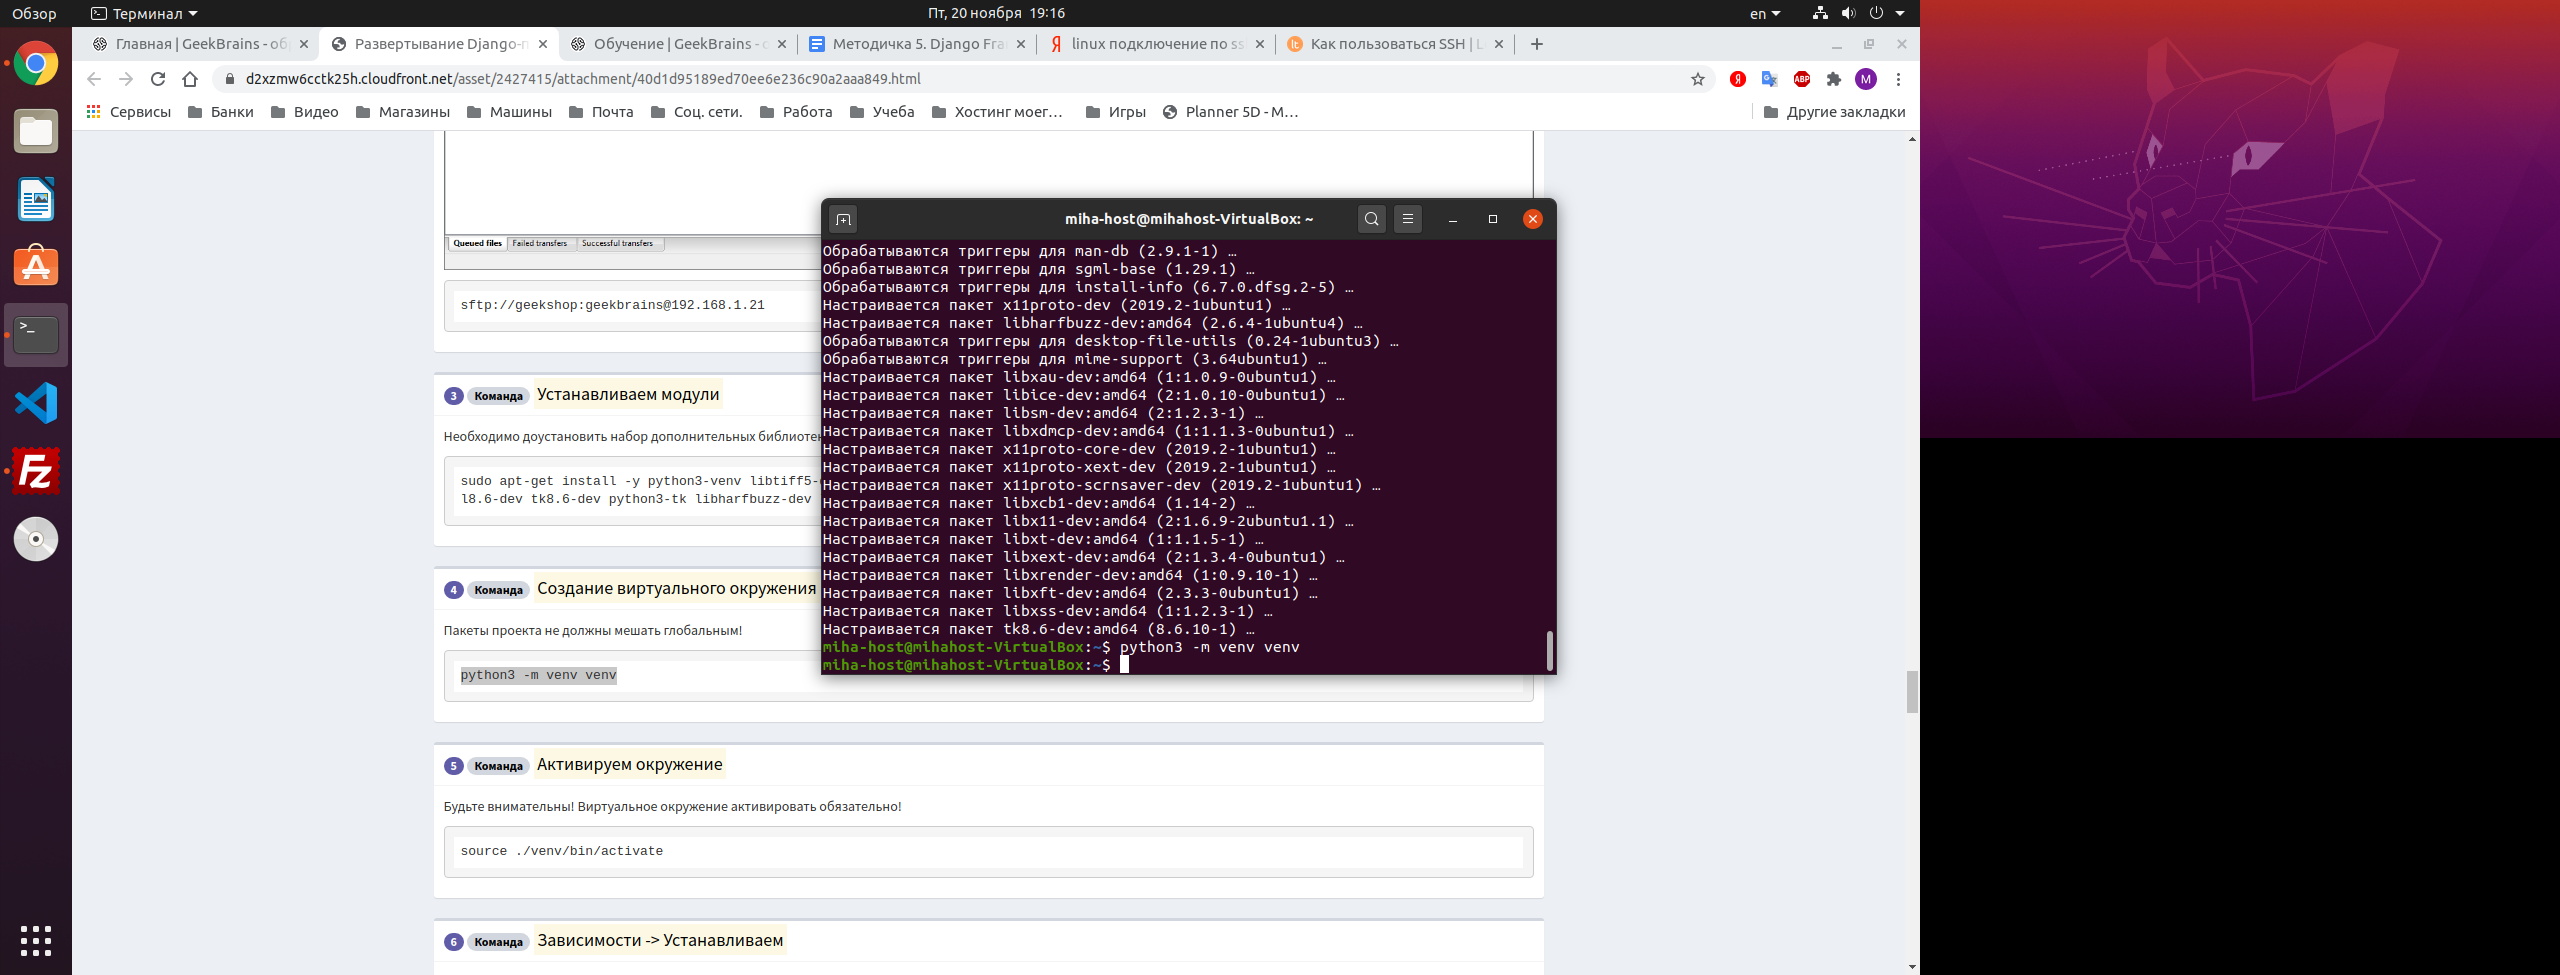 Обзор
Терминал
Пт, 20 ноября 19:16
en
Главная | GeekBrains - об
Развертывание Django-п
Обучение | GeekBrains - о
Методичка 5. Django Fra
linux подключение по ss
Как пользоваться SSH | L
d2xzmw6cctk25h.cloudfront.net/asset/2427415/attachment/40d1d95189ed70ee6e236c90a2aaa849.html
ABP
M
Сервисы
Банки
Видео
Магазины
Машины
Почта
Соц. сети.
Работа
Учеба
Хостинг моег…
Игры
Planner 5D - M…
Другие закладки
Queued files
Failed transfers
Successful transfers
sftp://geekshop:geekbrains@192.168.1.21
3 Команда Устанавливаем модули
Необходимо доустановить набор дополнительных библиотек
sudo apt-get install -y python3-venv libtiff5-
l8.6-dev tk8.6-dev python3-tk libharfbuzz-dev
4 Команда Создание виртуального окружения
Пакеты проекта не должны мешать глобальным!
python3 -m venv venv
5 Команда Активируем окружение
Будьте внимательны! Виртуальное окружение активировать обязательно!
source ./venv/bin/activate
6 Команда Зависимости -> Устанавливаем
miha-host@mihahost-VirtualBox: ~
Обрабатываются триггеры для man-db (2.9.1-1) …
Обрабатываются триггеры для sgml-base (1.29.1) …
Обрабатываются триггеры для install-info (6.7.0.dfsg.2-5) …
Настраивается пакет x11proto-dev (2019.2-1ubuntu1) …
Настраивается пакет libharfbuzz-dev:amd64 (2.6.4-1ubuntu4) …
Обрабатываются триггеры для desktop-file-utils (0.24-1ubuntu3) …
Обрабатываются триггеры для mime-support (3.64ubuntu1) …
Настраивается пакет libxau-dev:amd64 (1:1.0.9-0ubuntu1) …
Настраивается пакет libice-dev:amd64 (2:1.0.10-0ubuntu1) …
Настраивается пакет libsm-dev:amd64 (2:1.2.3-1) …
Настраивается пакет libxdmcp-dev:amd64 (1:1.1.3-0ubuntu1) …
Настраивается пакет x11proto-core-dev (2019.2-1ubuntu1) …
Настраивается пакет x11proto-xext-dev (2019.2-1ubuntu1) …
Настраивается пакет x11proto-scrnsaver-dev (2019.2-1ubuntu1) …
Настраивается пакет libxcb1-dev:amd64 (1.14-2) …
Настраивается пакет libx11-dev:amd64 (2:1.6.9-2ubuntu1.1) …
Настраивается пакет libxt-dev:amd64 (1:1.1.5-1) …
Настраивается пакет libxext-dev:amd64 (2:1.3.4-0ubuntu1) …
Настраивается пакет libxrender-dev:amd64 (1:0.9.10-1) …
Настраивается пакет libxft-dev:amd64 (2.3.3-0ubuntu1) …
Настраивается пакет libxss-dev:amd64 (1:1.2.3-1) …
Настраивается пакет tk8.6-dev:amd64 (8.6.10-1) …
miha-host@mihahost-VirtualBox:~$ python3 -m venv venv
miha-host@mihahost-VirtualBox:~$